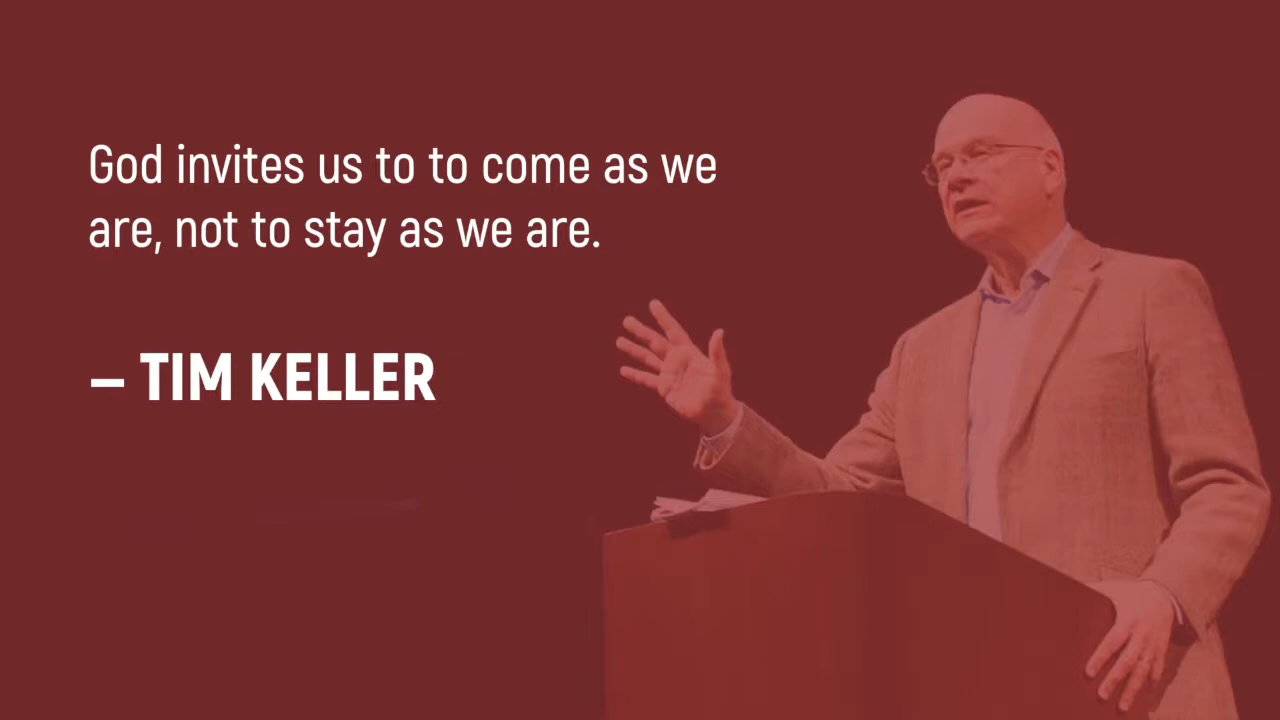 God invites us to to come as we
are, not to stay as we are.
– TIM KELLER